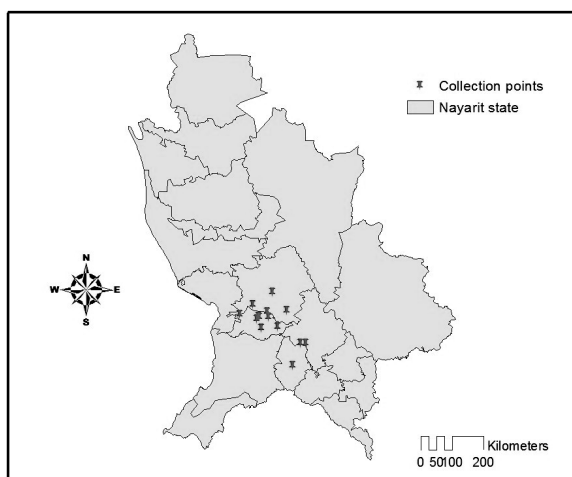 Collection points
Nayarit state
N
W E
S
Kilometers
0 50100 200